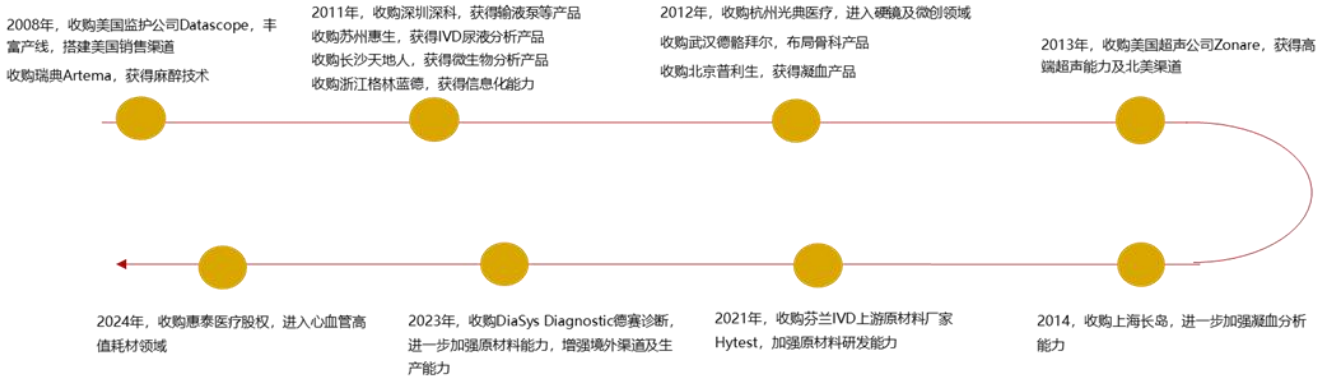 2008年，收购美国监护公司Datascope，丰
富产线，搭建美国销售渠道
收购瑞典Artema，获得麻醉技术
2011年，收购深圳深科，获得输液泵等产品
收购苏州惠生，获得IVD尿液分析产品
收购长沙天地人，获得微生物分析产品
收购浙江格林蓝德，获得信息化能力
2012年，收购杭州光典医疗，进入硬镜及微创领域
收购武汉德骼拜尔，布局骨科产品
收购北京普利生，获得凝血产品
2013年，收购美国超声公司Zonare，获得高
端超声能力及北美渠道
2014，收购上海长岛，进一步加强凝血分析
能力
2021年，收购芬兰IVD上游原材料厂家
Hytest，加强原材料研发能力
2023年，收购DiaSys Diagnostic德赛诊断，
进一步加强原材料能力，增强境外渠道及生
产能力
2024年，收购惠泰医疗股权，进入心血管高
值耗材领域